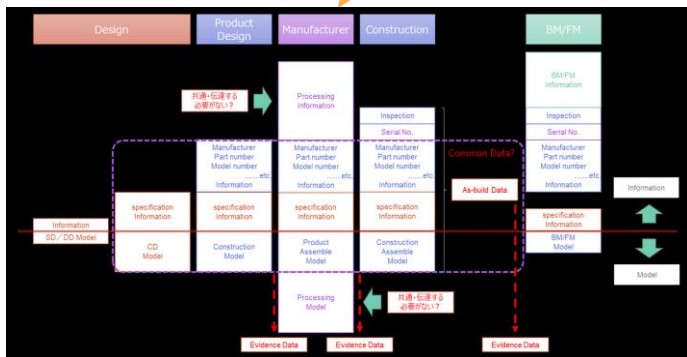 Design
Product
Design
Manufacturer
Construction
BM/FM
共通・伝達する
必要がない？
Processing
Information
BM/FM
Information
Inspection
Serial No.
Inspection
Serial No.
Manufacturer
Part number
Model number
……etc.
Information
Manufacturer
Part number
Model number
……etc.
Information
Manufacturer
Part number
Model number
……etc.
Information
Common Data?
Manufacturer
Part number
Model number
……etc.
Information
As-build Data
Information
specification
Information
specification
Information
specification
Information
specification
Information
specification
Information
Information
SD／DD Model
CD
Model
Construction
Model
Product
Assemble
Model
Construction
Assemble
Model
BM/FM
Model
Model
Processing
Model
共通・伝達する
必要がない？
Evidence Data
Evidence Data
Evidence Data